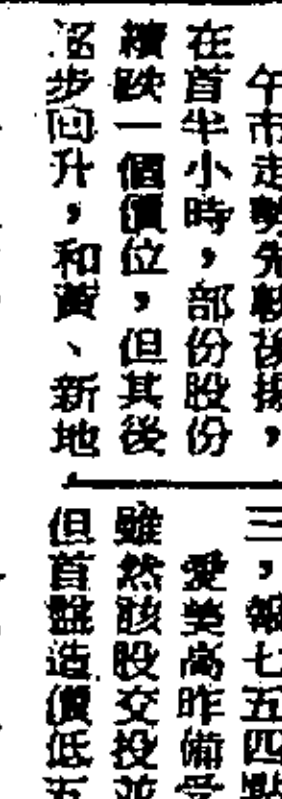 午市走勢先軟後揚，
在首半小時，部份股份
續跌一個價位，但其後
逐步回升，和黃、新地
三，報七五四點
愛美高昨備受
雖然該股交投並
但首盤造價低五